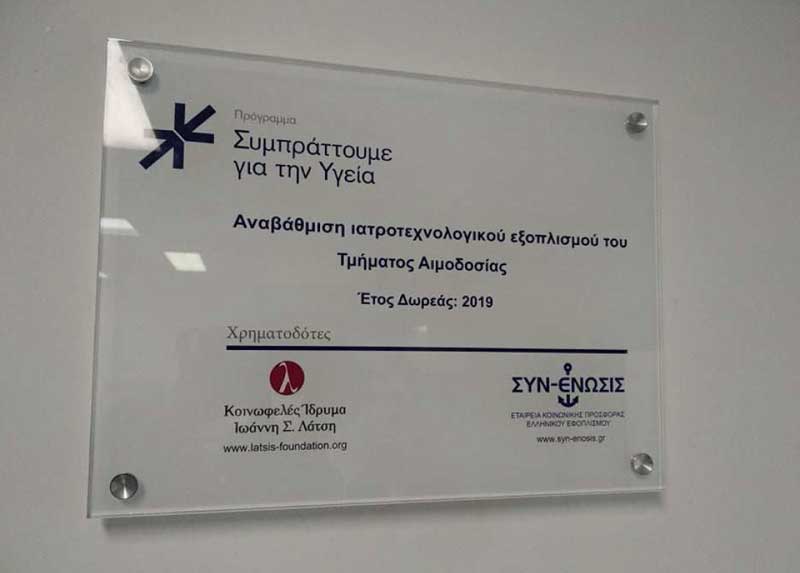 Πρόγραμμα
Συμπράττουμε
για την Υγεία
Αναβάθμιση ιατροτεχνολογικού εξοπλισμού του
Τμήματος Αιμοδοσίας
Έτος Δωρεάς: 2019
Χρηματοδότες
λ
Κοινωφελές Ίδρυμα
Ιωάννη Σ. Λάτση
www.latsis-foundation.org
ΣΥΝ-ΕΝΩΣΙΣ
ΕΤΑΙΡΕΙΑ ΚΟΙΝΩΝΙΚΗΣ ΠΡΟΣΦΟΡΑΣ
ΕΛΛΗΝΙΚΟΥ ΕΦΟΠΛΙΣΜΟΥ
www.syn-enosis.gr